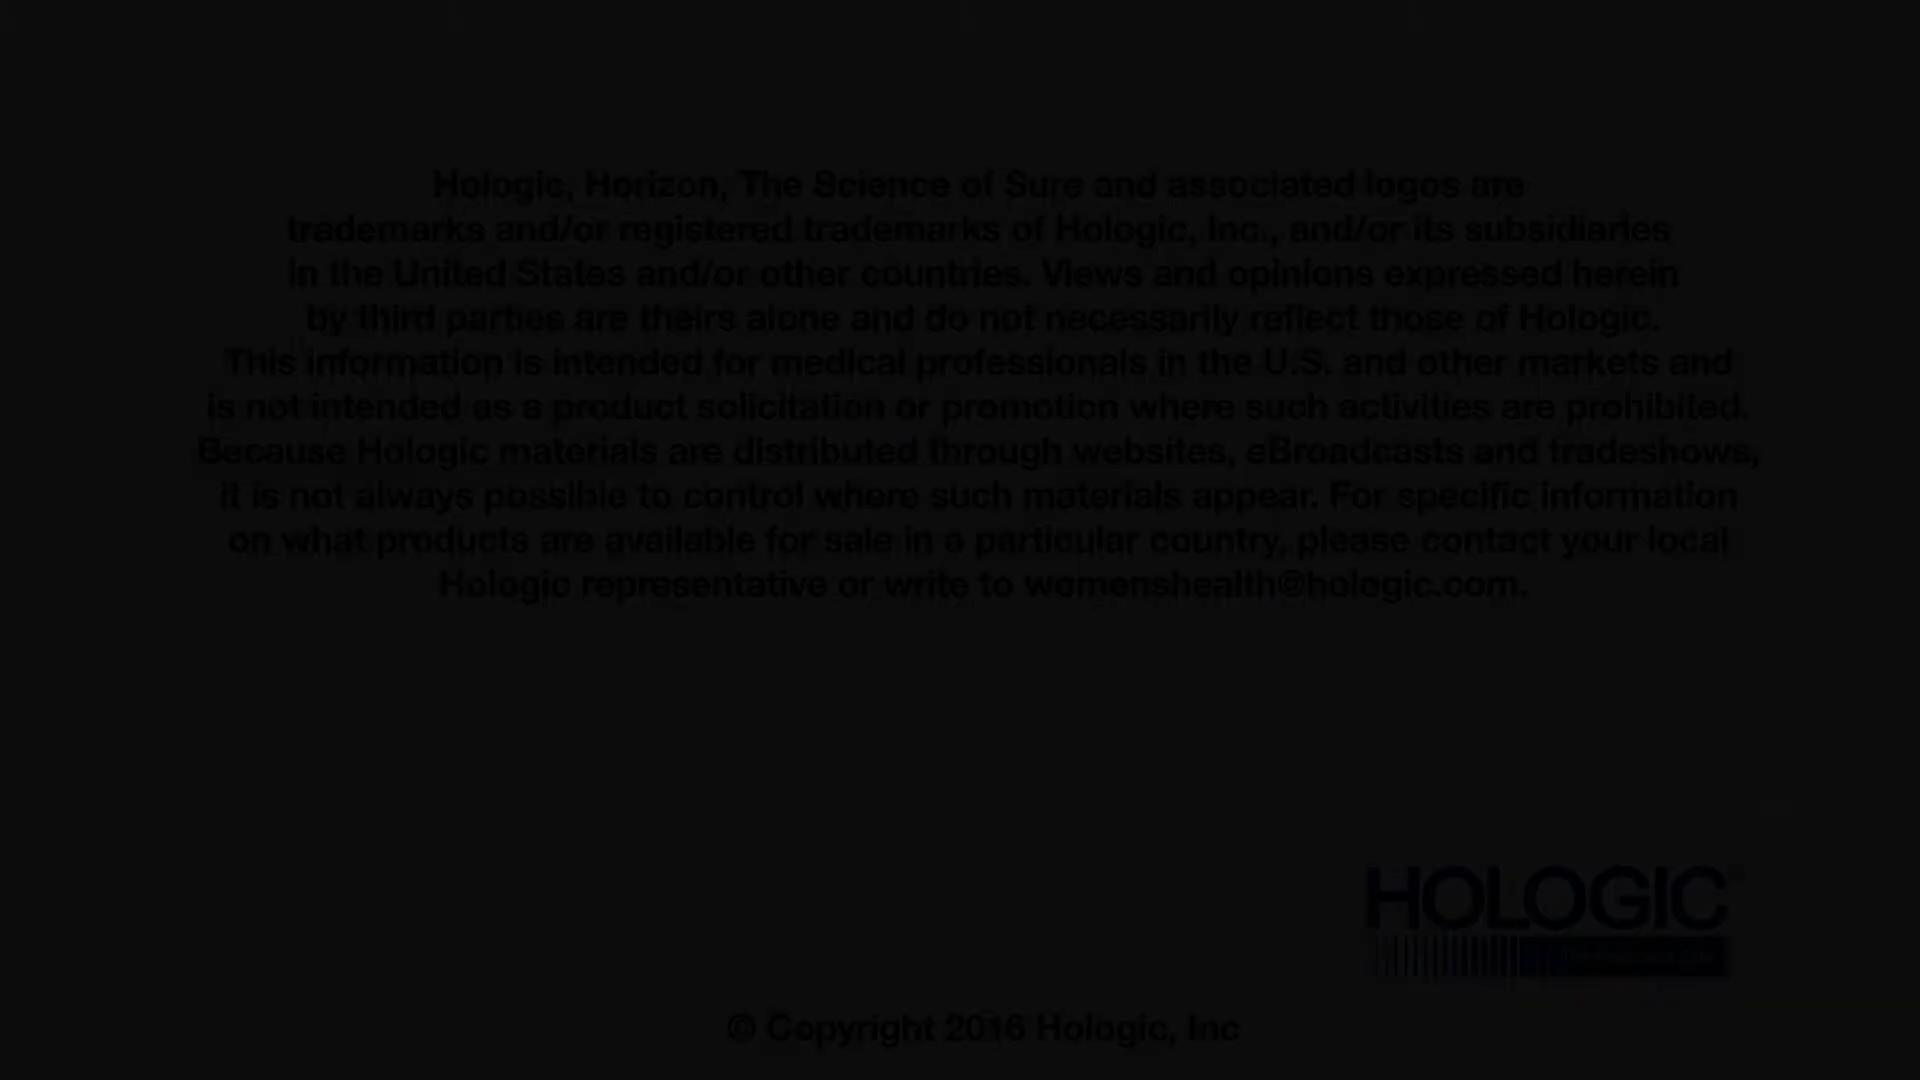 Hologic, Horizon, The Science of Sure and associated logos are
trademarks and/or registered trademarks of Hologic, Inc., and/or its subsidiaries
in the United States and/or other countries. Views and opinions expressed herein
by third parties are theirs alone and do not necessarily reflect those of Hologic.
This information is intended for medical professionals in the U.S. and other markets and
is not intended as a product solicitation or promotion where such activities are prohibited.
Because Hologic materials are distributed through websites, eBroadcasts and tradeshows,
it is not always possible to control where such materials appear. For specific information
on what products are available for sale in a particular country, please contact your local
Hologic representative or write to womenshealth@hologic.com.
HOLOGIC
© Copyright 2016 Hologic, Inc